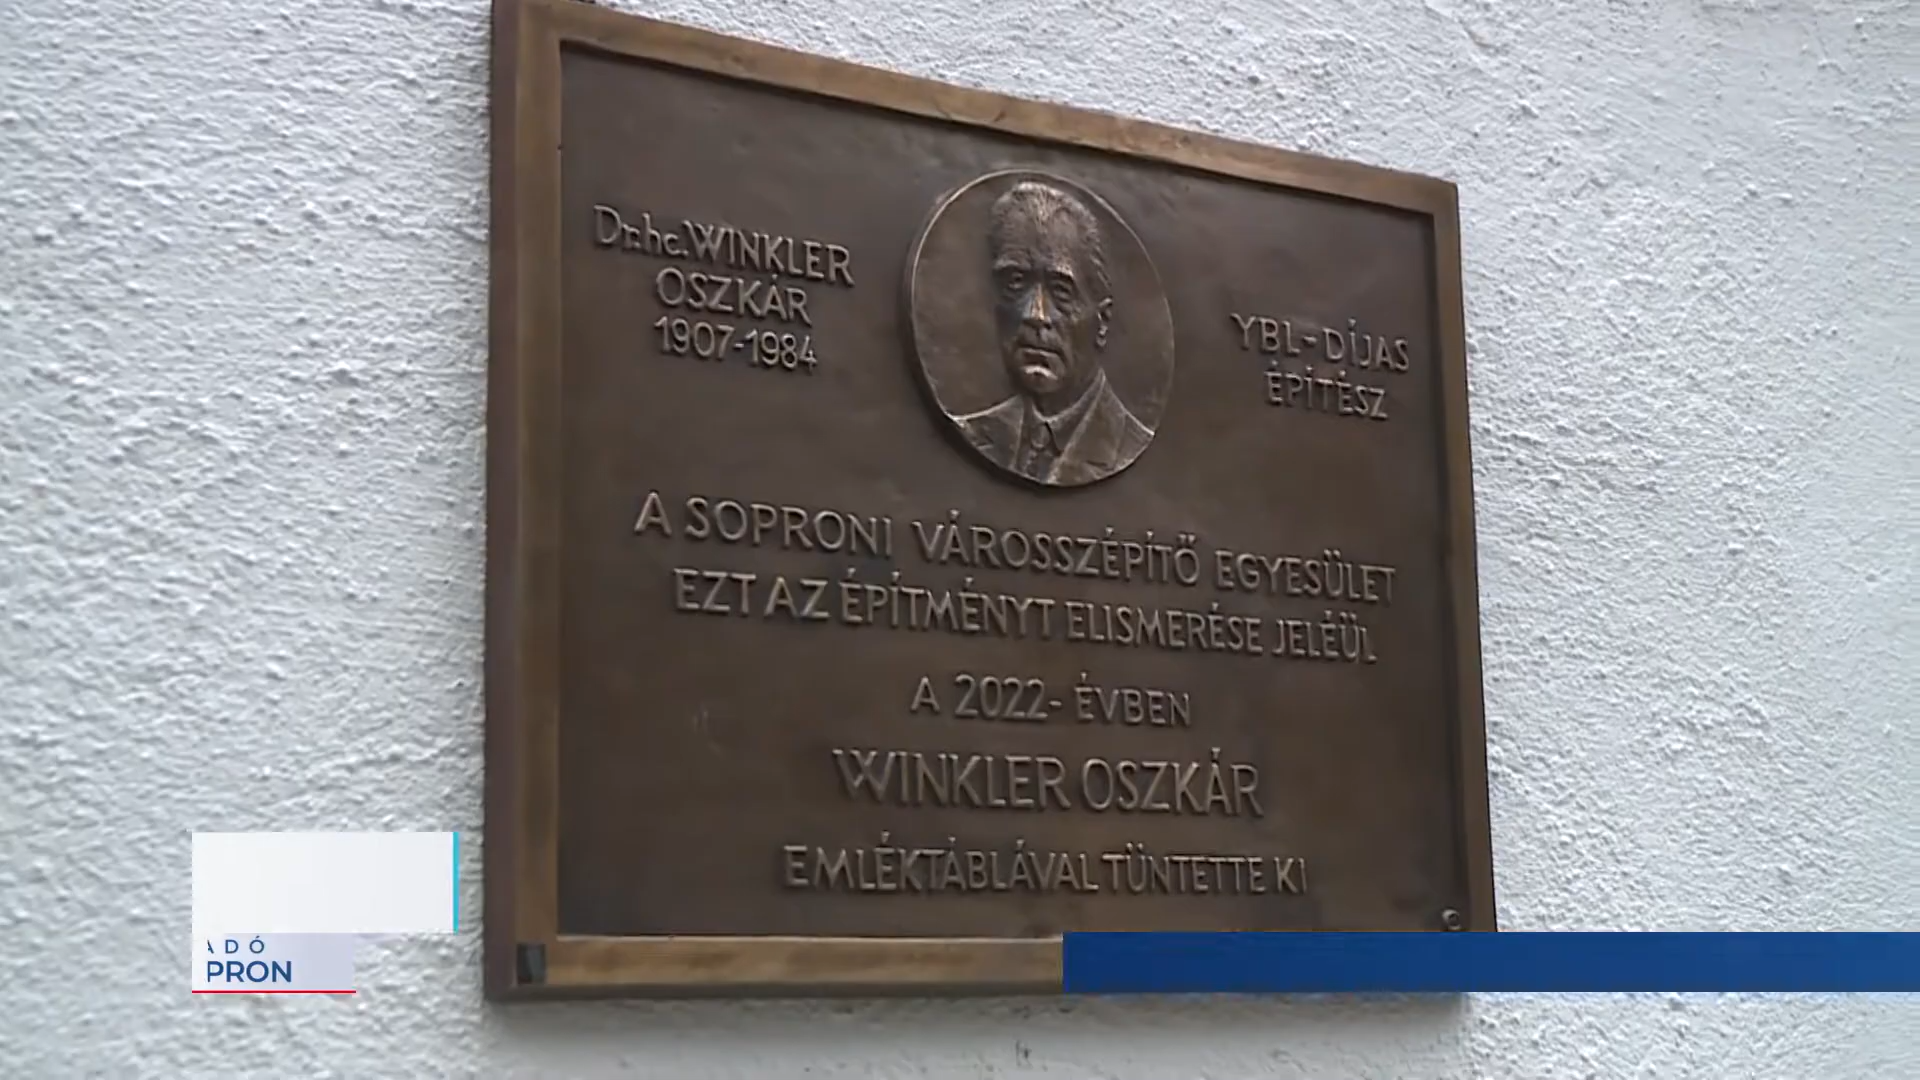 Dr.hc.WINKLER
OSZKÁR
1907-1984
YBL-DÍJAS
ÉPÍTÉSZ
A SOPRONI VÁROSSZÉPÍTŐ EGYESÜLET
EZT AZ ÉPÍTMÉNYT ELISMERÉSE JELÉÜL
A 2022- ÉVBEN
WINKLER OSZKÁR
EMLÉKTÁBLÁVAL TÜNTETTE KI
ADÓ
PRON